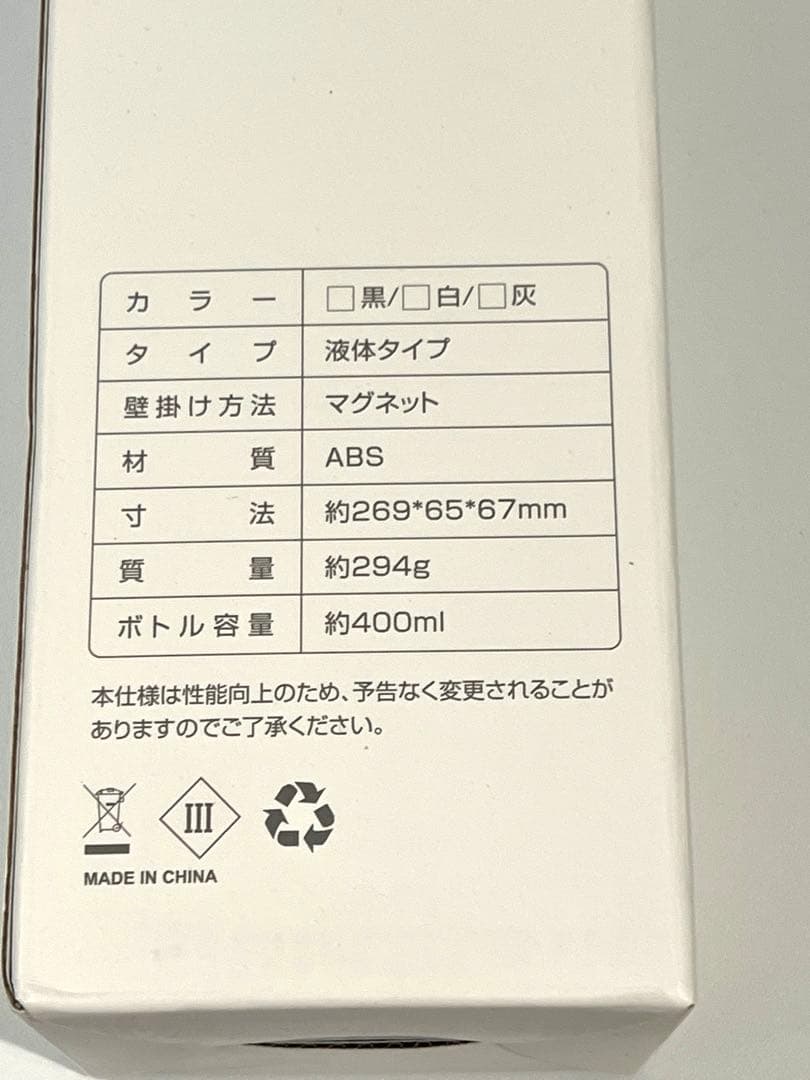 カラー □黒/□白/□灰
タイプ 液体タイプ
壁掛け方法 マグネット
材質 ABS
寸法 約269*65*67mm
質量 約294g
ボトル容量 約400ml
本仕様は性能向上のため、予告なく変更されることが
ありますのでご了承ください。
III
MADE IN CHINA